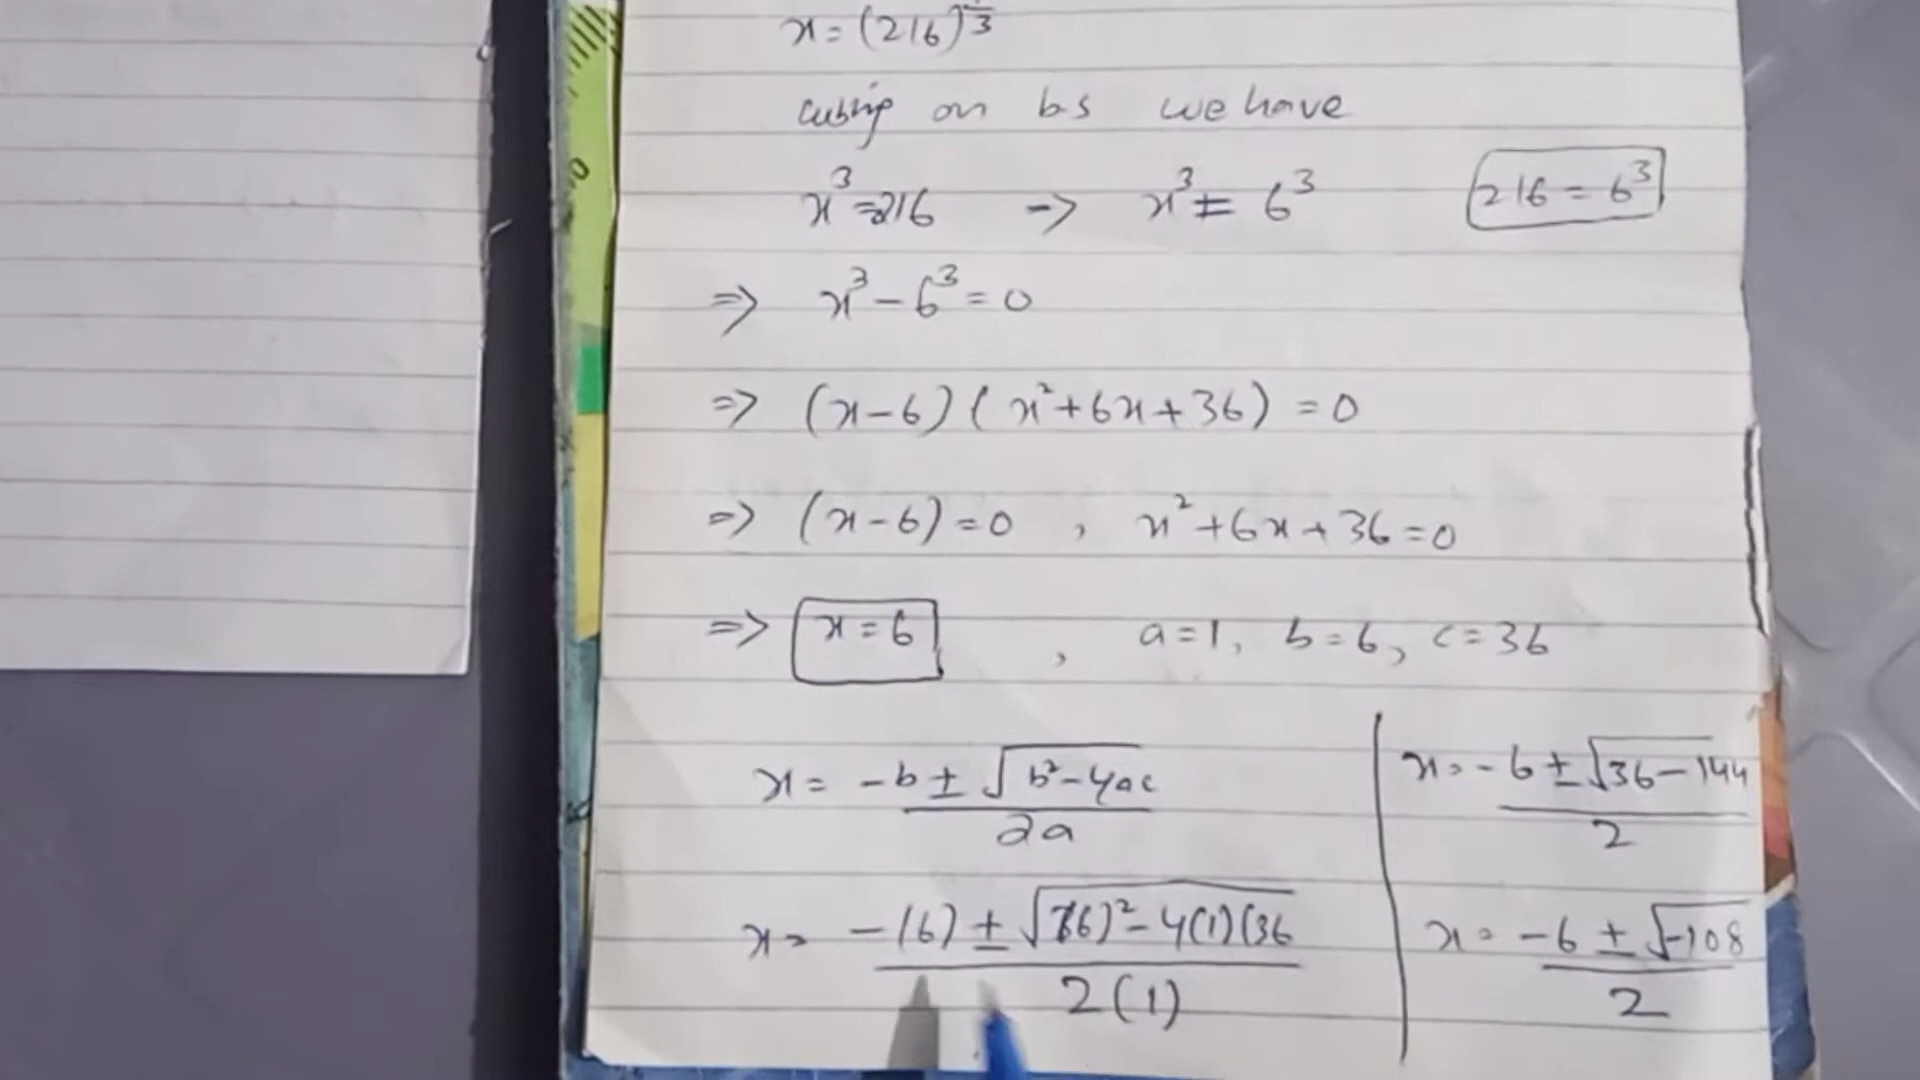 x = (216)^1/3
cubing on bs we have
x³=216 -> x³ = 6³ 216 = 6³
=> x³ - 6³ = 0
=> (x-6) ( x²+6x+36) = 0
=> (x-6) = 0 , x²+6x+36=0
=> x = 6 , a=1, b=6, c=36
x = -b ± √b²-4ac / 2a
x = -(6) ± √(6)²-4(1)(36 / 2(1)
x = -6 ± √36-144 / 2
x = -6 ± √-108 / 2